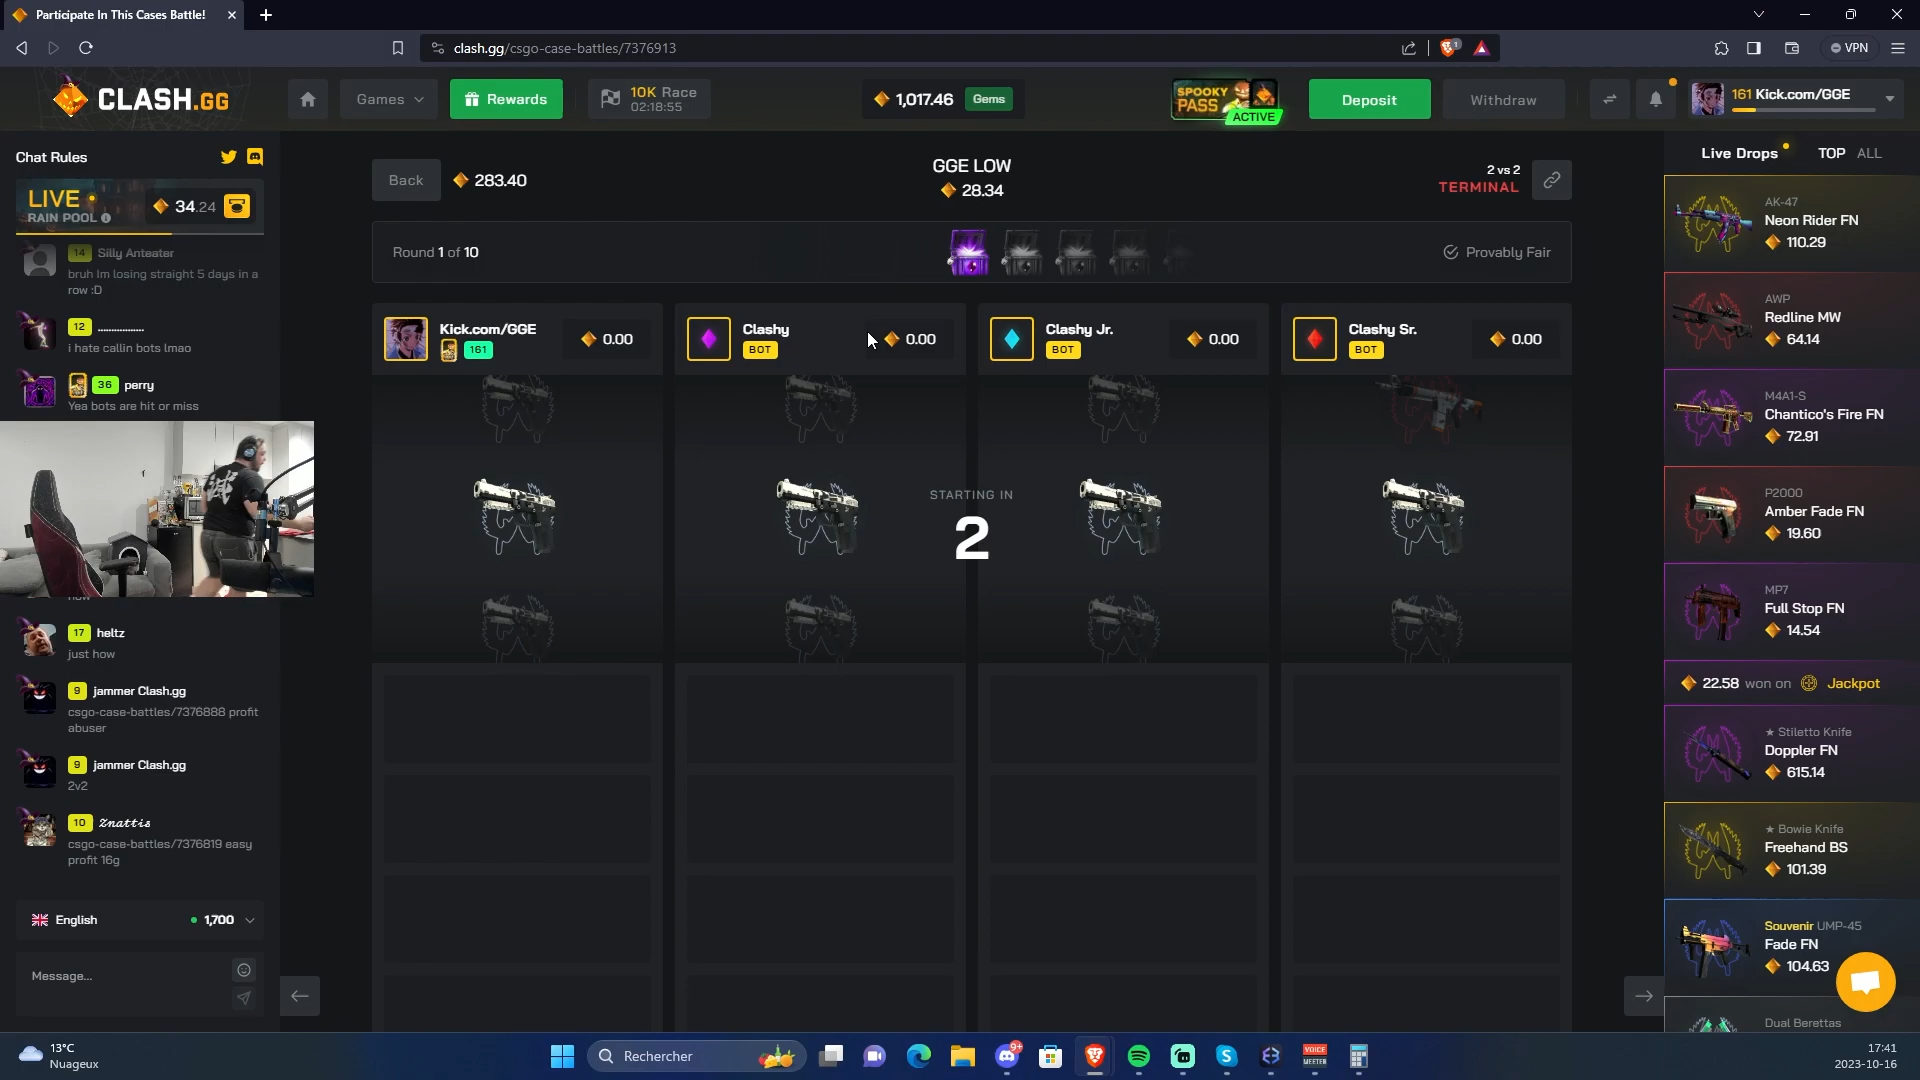 Participate In This Cases Battle!
clash.gg/csgo-case-battles/7376913
VPN
CLASH.GG
Games
Rewards
10K Race
02:18:55
1,017.46 Gems
SPOOKY
PASS
ACTIVE
Deposit
Withdraw
161 Kick.com/GGE
Chat Rules
LIVE
RAIN POOL
34.24
14 Silly Anteater
bruh Im losing straight 5 days in a
row :D
12 .................
i hate callin bots lmao
36 perry
Yea bots are hit or miss
17 heltz
just how
9 jammer Clash.gg
csgo-case-battles/7376888 profit
abuser
9 jammer Clash.gg
2v2
10 Znattis
csgo-case-battles/7376819 easy
profit 16g
English
1,700
Message...
Back
283.40
GGE LOW
28.34
2 vs 2
TERMINAL
Round 1 of 10
Provably Fair
Kick.com/GGE
161
0.00
Clashy
BOT
0.00
Clashy Jr.
BOT
0.00
Clashy Sr.
BOT
0.00
STARTING IN
2
Live Drops
TOP
ALL
AK-47
Neon Rider FN
110.29
AWP
Redline MW
64.14
M4A1-S
Chantico's Fire FN
72.91
P2000
Amber Fade FN
19.60
MP7
Full Stop FN
14.54
22.58 won on Jackpot
★ Stiletto Knife
Doppler FN
615.14
★ Bowie Knife
Freehand BS
101.39
Souvenir UMP-45
Fade FN
104.63
Dual Berettas
13°C
Nuageux
Rechercher
9+
VOICE
MEETER
17:41
2023-10-16